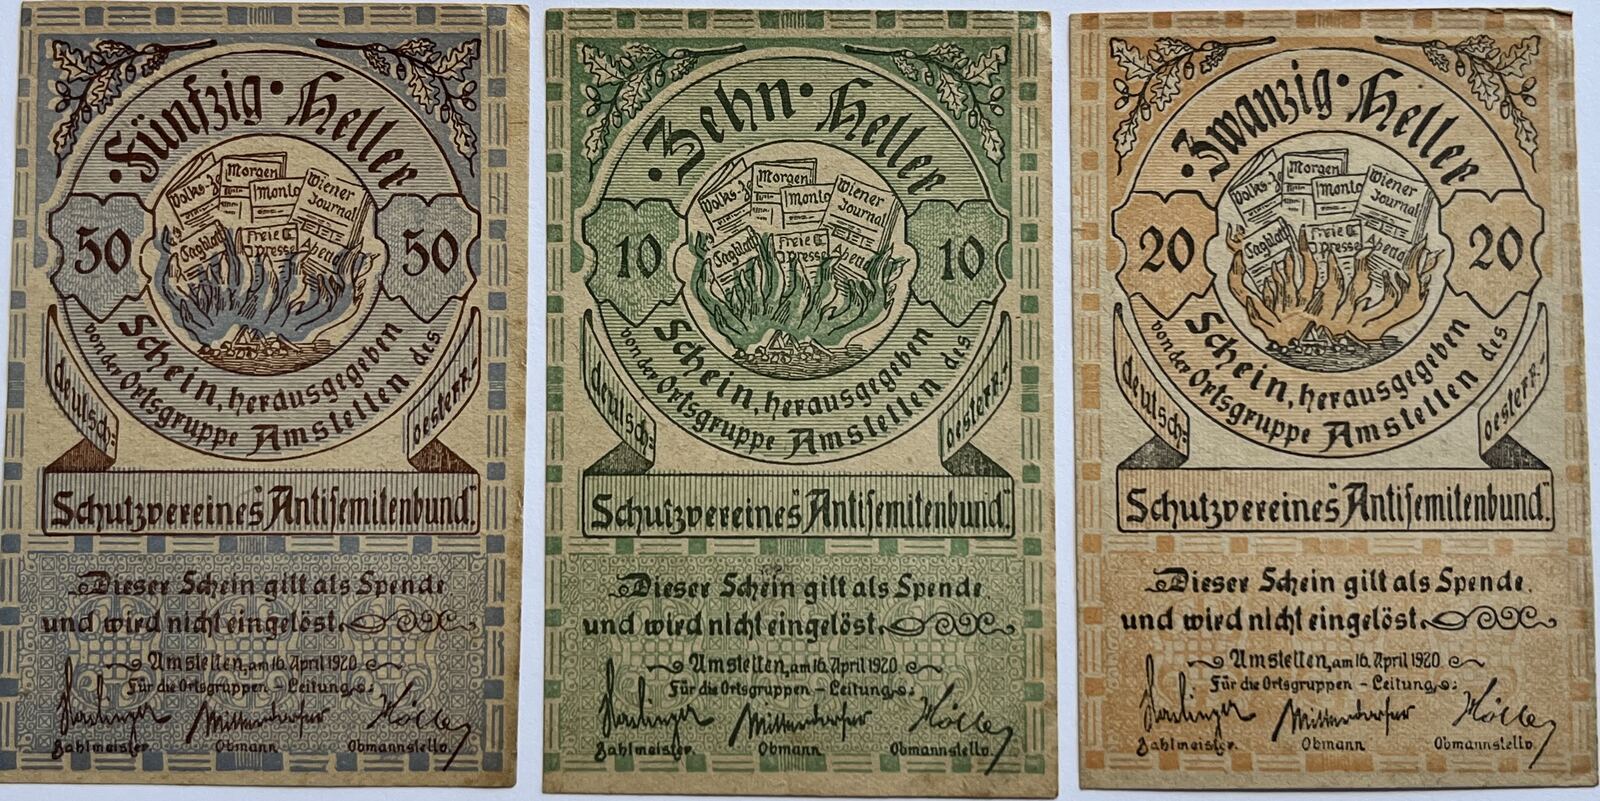 Fünfzig · Heller
Volks-Z
Morgen
Monta
Wiener
Journal
Tagblatt
Freie
Presse
Abend
50
50
Schein, herausgegeben
von der Ortsgruppe Amstetten des
deutsch=
oesterr.-
Schutzvereines "Antisemitenbund."
Dieser Schein gilt als Spende
und wird nicht eingelöst.
Amstetten, am 16. April 1920
Für die Ortsgruppen-Leitung:
Mittendorfer
Zahlmeister.
Obmann
Obmannstellv.
Zehn · Heller
Volks-Z
Morgen
Monta
Wiener
Journal
Tagblatt
Freie
Presse
Abend
10
10
Schein, herausgegeben
von der Ortsgruppe Amstetten des
deutsch=
oesterr.-
Schutzvereines "Antisemitenbund."
Dieser Schein gilt als Spende
und wird nicht eingelöst.
Amstetten, am 16. April 1920
Für die Ortsgruppen-Leitung:
Mittendorfer
Zahlmeister.
Obmann
Obmannstellv.
Zwanzig · Heller
Volks-Z
Morgen
Monta
Wiener
Journal
Tagblatt
Freie
Presse
Abend
20
20
Schein, herausgegeben
von der Ortsgruppe Amstetten des
deutsch=
oesterr.-
Schutzvereines "Antisemitenbund."
Dieser Schein gilt als Spende
und wird nicht eingelöst.
Amstetten, am 16. April 1920
Für die Ortsgruppen-Leitung:
Mittendorfer
Zahlmeister.
Obmann
Obmannstellv.